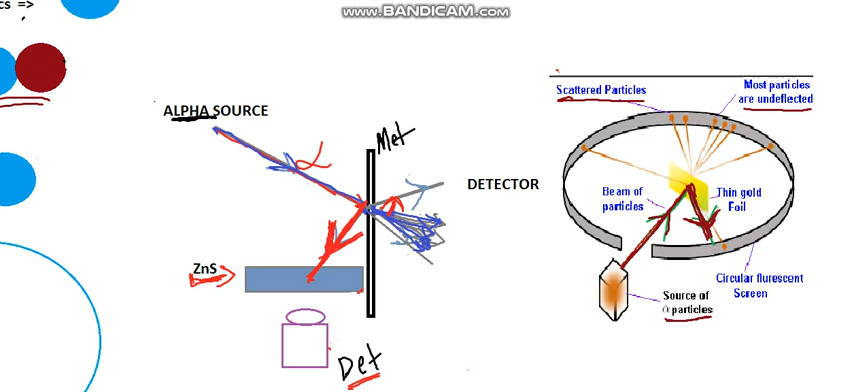 cs =>
www.BANDICAM.com
ALPHA SOURCE
α
Met
DETECTOR
ZnS
Det
Scattered Particles
Most particles
are undeflected
Beam of
particles
Thin gold
Foil
Circular flurescent
Screen
Source of
α particles